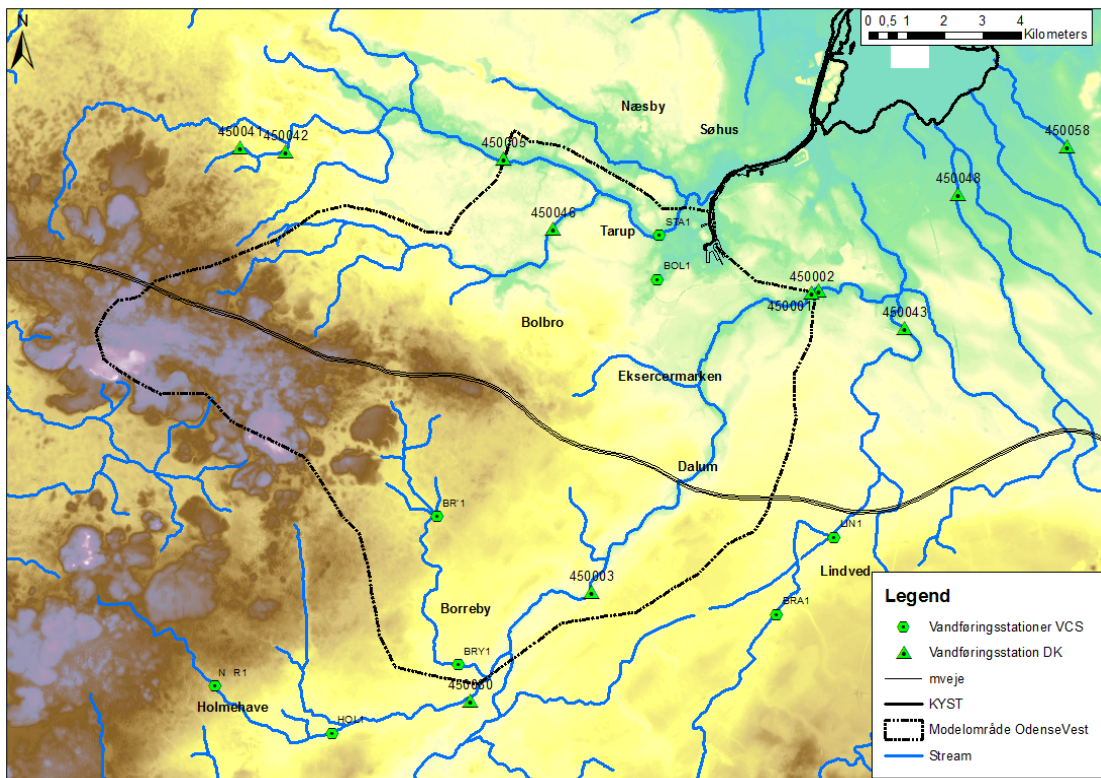 N
0 0,5 1 2 3 4
Kilometers
Næsby
Søhus
450041
450042
450005
450058
450048
450046
Tarup
STA1
BOL1
450002
450001
450043
Bolbro
Eksercermarken
Dalum
BR'1
LIN1
Lindved
450003
Borreby
BRA1
BRY1
N R1
Holmehave
HOL1
Legend
Vandføringsstationer VCS
Vandføringsstation DK
mveje
KYST
Modelområde OdenseVest
Stream